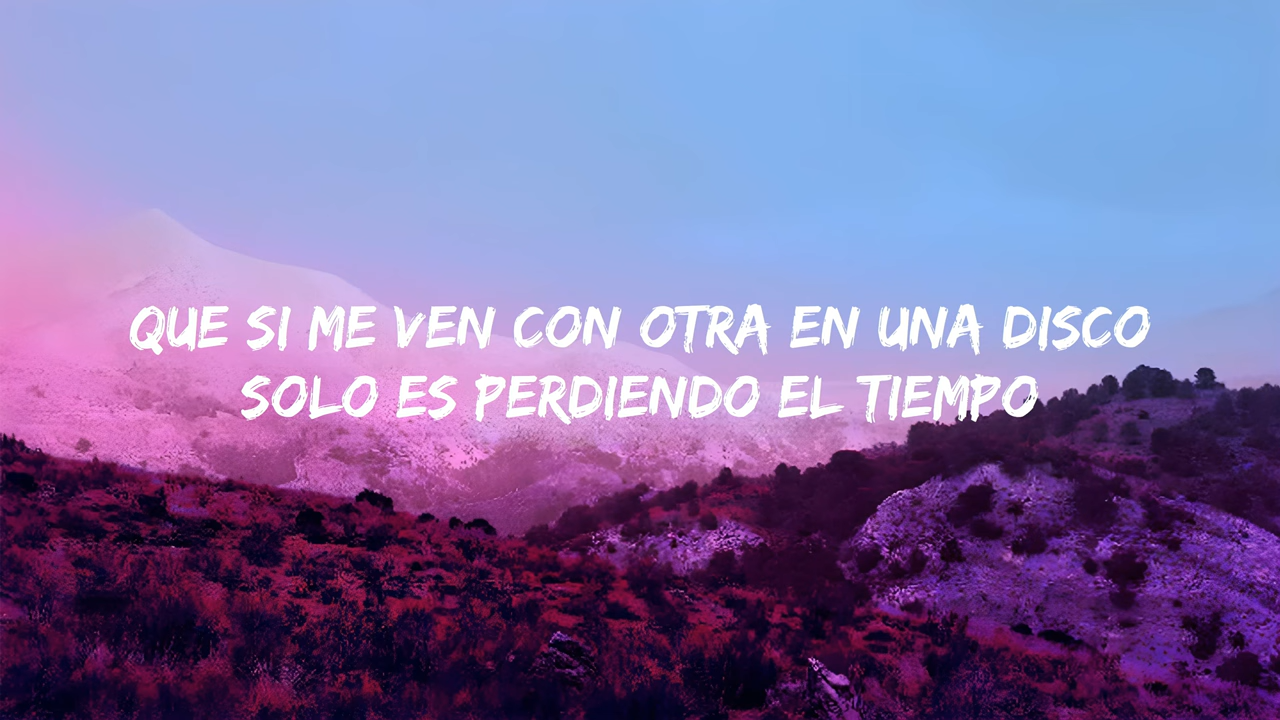 QUE SI ME VEN CON OTRA EN UNA DISCO
SOLO ES PERDIENDO EL TIEMPO